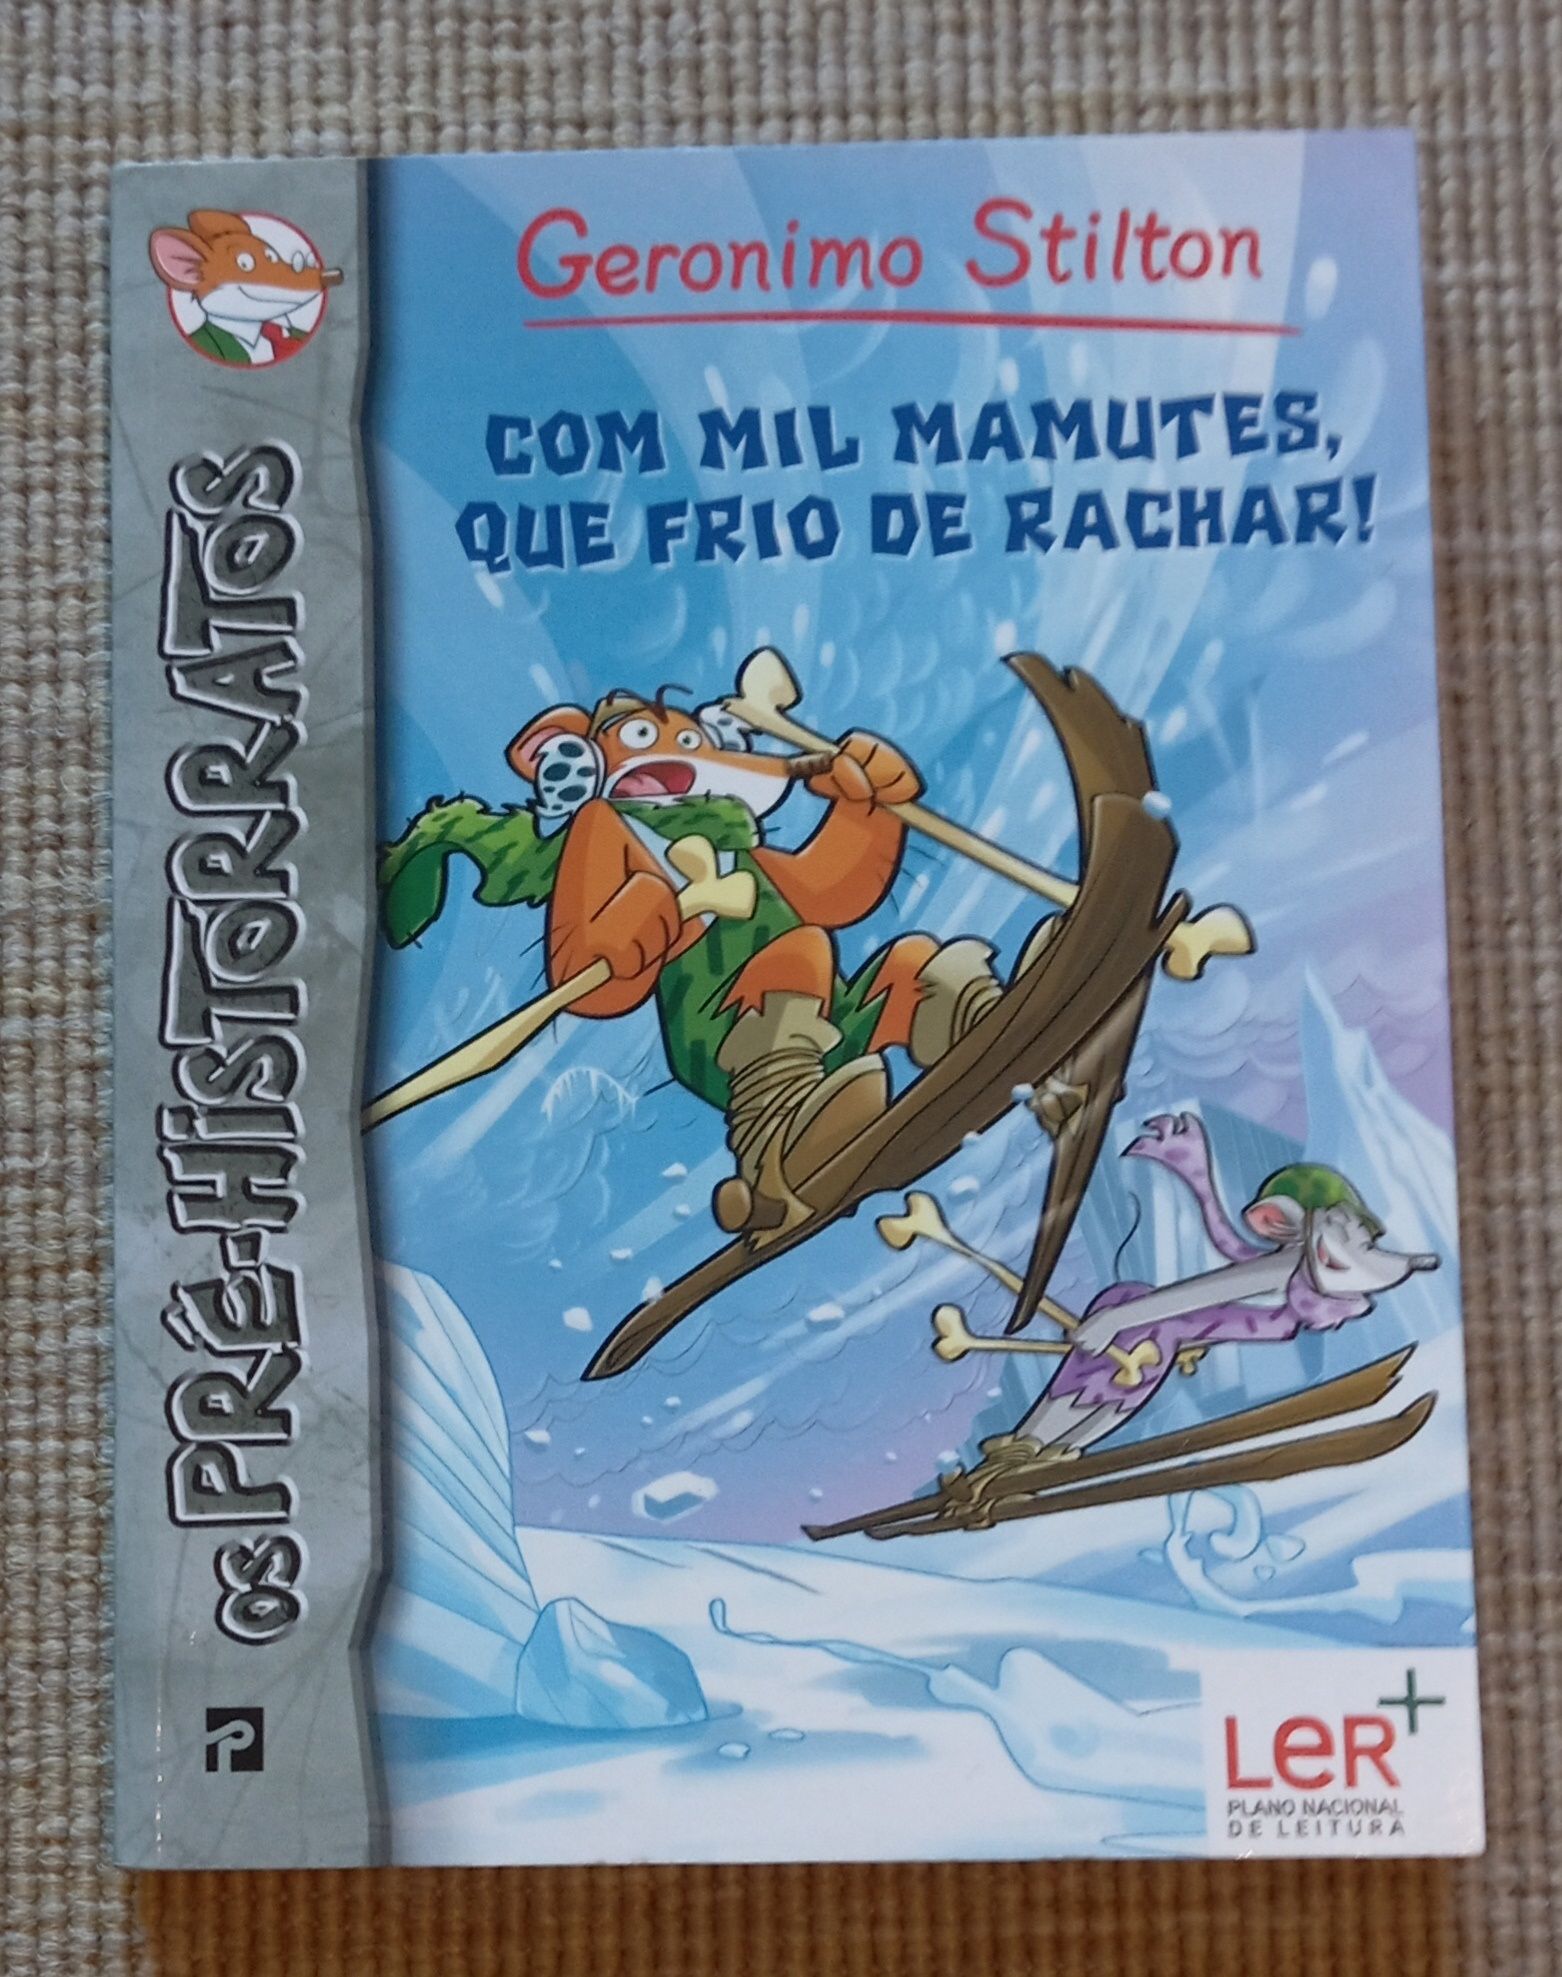 Geronimo Stilton
COM MIL MAMUTES,
QUE FRIO DE RACHAR!
OS PRÉ-HISTORRATOS
P
LeR+
PLANO NACIONAL
DE LEITURA